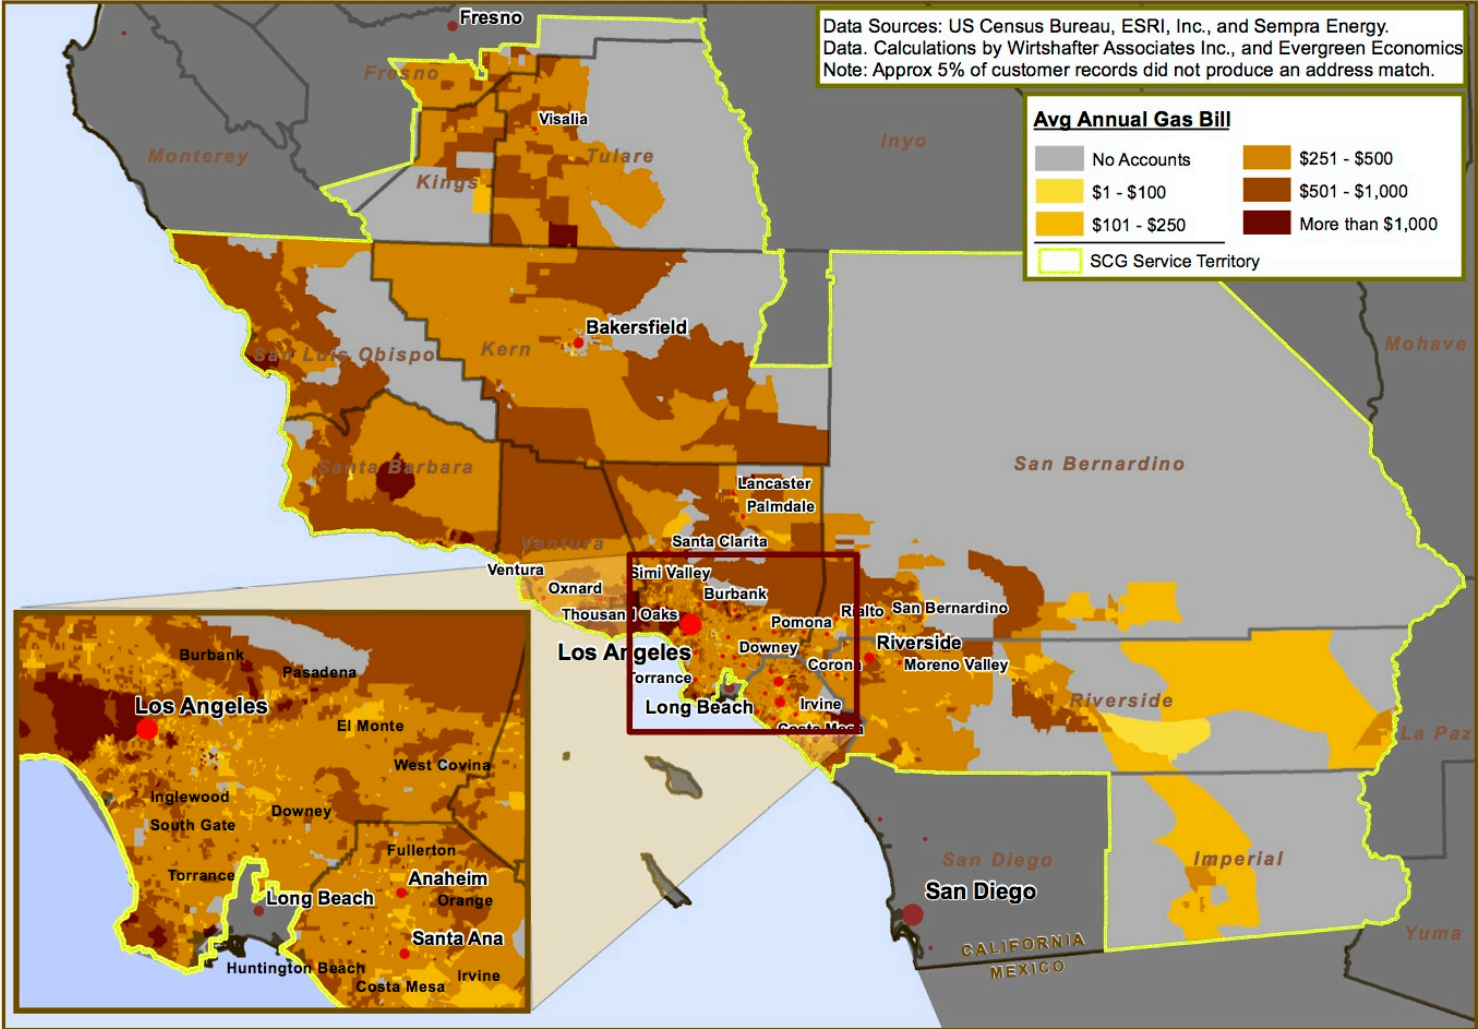 Fresno
Data Sources: US Census Bureau, ESRI, Inc., and Sempra Energy.
Data. Calculations by Wirtshafter Associates Inc., and Evergreen Economics
Note: Approx 5% of customer records did not produce an address match.
Fresno
Avg Annual Gas Bill
No Accounts
$251 - $500
$1 - $100
$501 - $1,000
$101 - $250
More than $1,000
SCG Service Territory
Visalia
Monterey
Tulare
Inyo
Kings
Bakersfield
San Luis Obispo
Kern
Mohave
Santa Barbara
San Bernardino
Lancaster
Palmdale
Ventura
Santa Clarita
Ventura
Simi Valley
Oxnard
Burbank
Thousand Oaks
Rialto
San Bernardino
Pomona
Los Angeles
Downey
Riverside
Corona
Moreno Valley
Torrance
Long Beach
Irvine
Costa Mesa
Riverside
La Paz
Burbank
Pasadena
Los Angeles
El Monte
West Covina
Inglewood
Downey
South Gate
Fullerton
Torrance
Anaheim
Long Beach
Orange
Santa Ana
Huntington Beach
Irvine
Costa Mesa
San Diego
Imperial
San Diego
Yuma
CALIFORNIA
MEXICO